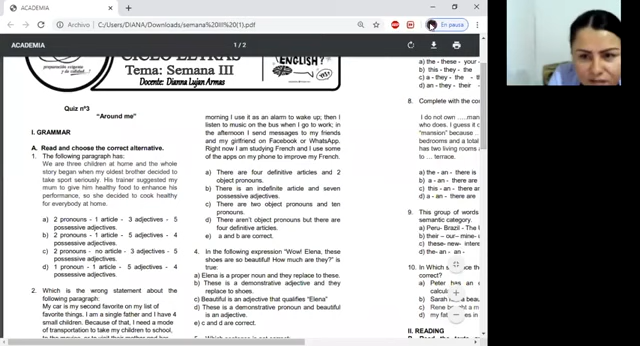 ACADEMIA
Archivo
C:/Users/DIANA/Downloads/semana%20III%20(1).pdf
En pausa
ACADEMIA
1 / 2
CICLO LETRAS
Tema: Semana III
Docente: Dianna Lujan Armas
ENGLISH?
Quiz nº3
“Around me”
I. GRAMMAR
A. Read and choose the correct alternative.
1. The following paragraph has:
We are three children at home and the whole
story began when my oldest brother decided to
take sport seriously. His trainer suggested my
mum to give him healthy food to enhance his
performance, so she decided to cook healthy
for everybody at home.
a) 2 pronouns - 1 article - 3 adjectives - 5
possessive adjectives.
b) 2 pronouns - 1 article - 5 adjectives - 4
possessive adjectives.
c) 2 pronouns - no article - 3 adjectives - 5
possessive adjectives.
d) 1 pronoun - 1 article - 5 adjectives - 4
possessive adjectives.
2. Which is the wrong statement about the
following paragraph:
My car is my second favorite on my list of
favorite things. I am a single father and I have 4
small children. Because of that, I need a mode
of transportation to take my children to school,
morning I use it as an alarm to wake up; then I
listen to music on the bus when I go to work; in
the afternoon I send messages to my friends
and my girlfriend on Facebook or WhatsApp.
Right now I am studying French and I use some
of the apps on my phone to improve my French.
a) There are four definitive articles and 2
object pronouns.
b) There is an indefinite article and seven
possessive adjectives.
c) There are two object pronouns and ten
pronouns.
d) There aren't object pronouns but there are
four definitive articles.
e) a and b are correct.
4. In the following expression “Wow! Elena, these
shoes are so beautiful! How much are they?” is
true:
a) Elena is a proper noun and they replace to these.
b) These is a demonstrative adjective and they
replace to shoes.
c) Beautiful is an adjective that qualifies “Elena”
d) These is a demonstrative pronoun and beautiful
is an adjective.
e) c and d are correct.
a) the - these - your -
b) this - they - the
c) a - they - the -
d) an - they - their
8. Complete with the
I do not own .....
who does. I guess it
“mansion” because
bedrooms and a total
has two living rooms
... terrace.
a) the - an - there is
b) a - an - there are
c) this - an - there are
d) a - an - there are
9. This group of words
semantic category.
a) Peru- Brazil - The
b) their - our - mine -
c) these- new-
d) the- an - an
10. In Which
correct?
a) Peter has an
b) Sarah
c) Rene
d) my
II. READING